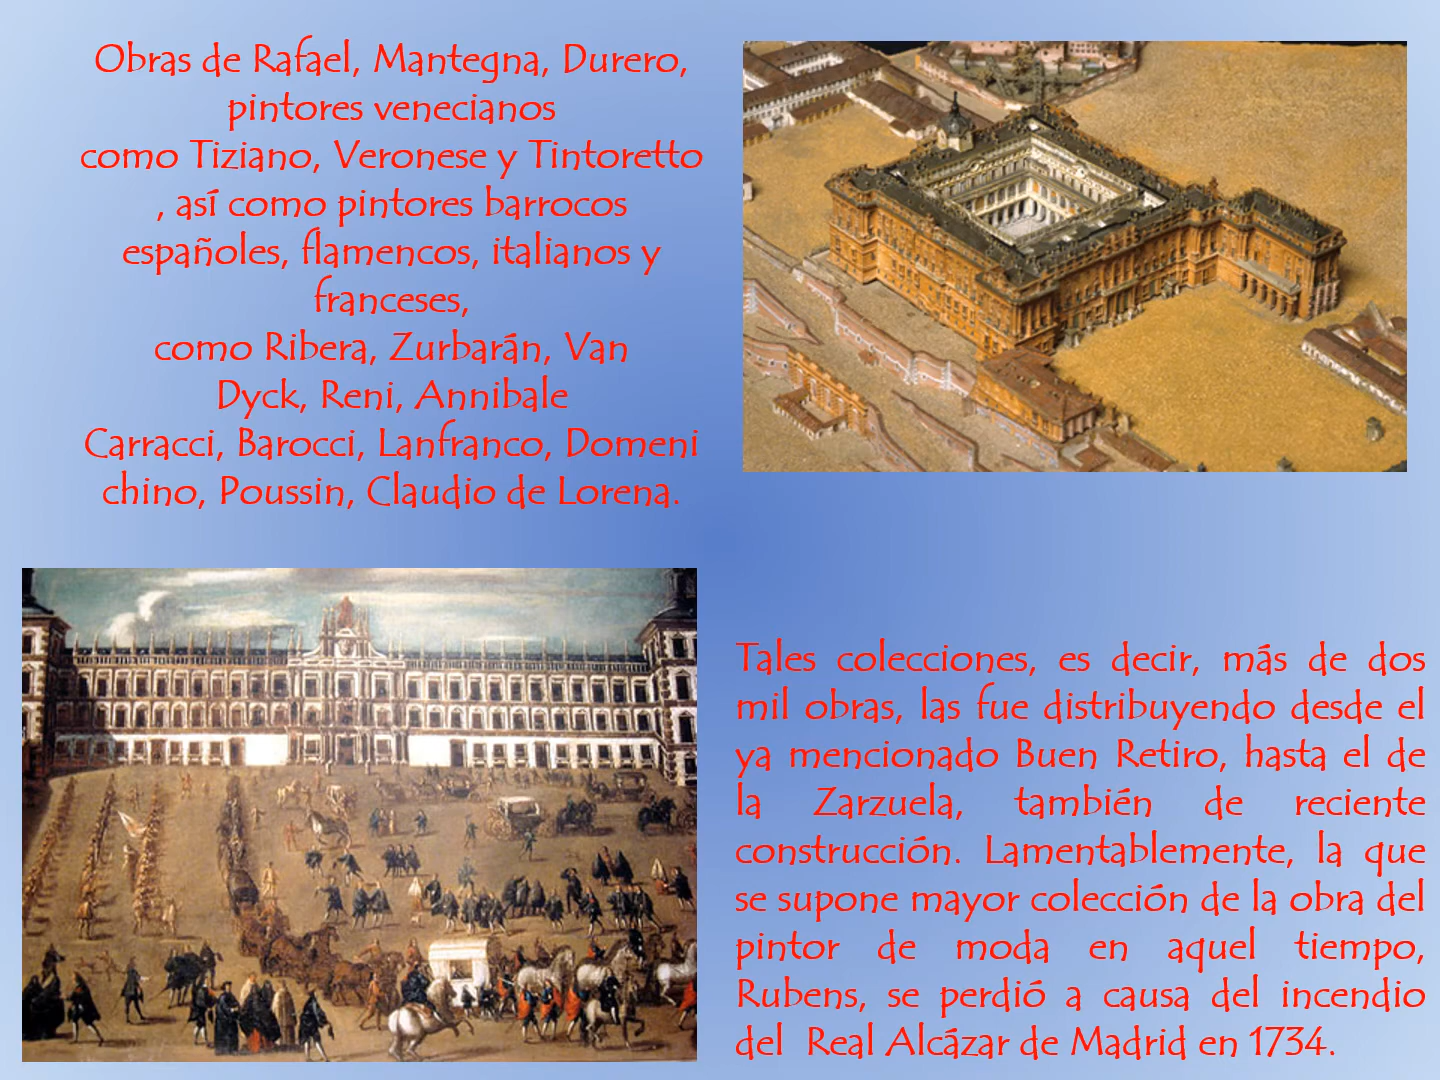 Obras de Rafael, Mantegna, Durero,
pintores venecianos
como Tiziano, Veronese y Tintoretto
, así como pintores barrocos
españoles, flamencos, italianos y
franceses,
como Ribera, Zurbarán, Van
Dyck, Reni, Annibale
Carracci, Barocci, Lanfranco, Domeni
chino, Poussin, Claudio de Lorena.
Tales colecciones, es decir, más de dos
mil obras, las fue distribuyendo desde el
ya mencionado Buen Retiro, hasta el de
la Zarzuela, también de reciente
construcción. Lamentablemente, la que
se supone mayor colección de la obra del
pintor de moda en aquel tiempo,
Rubens, se perdió a causa del incendio
del Real Alcázar de Madrid en 1734.